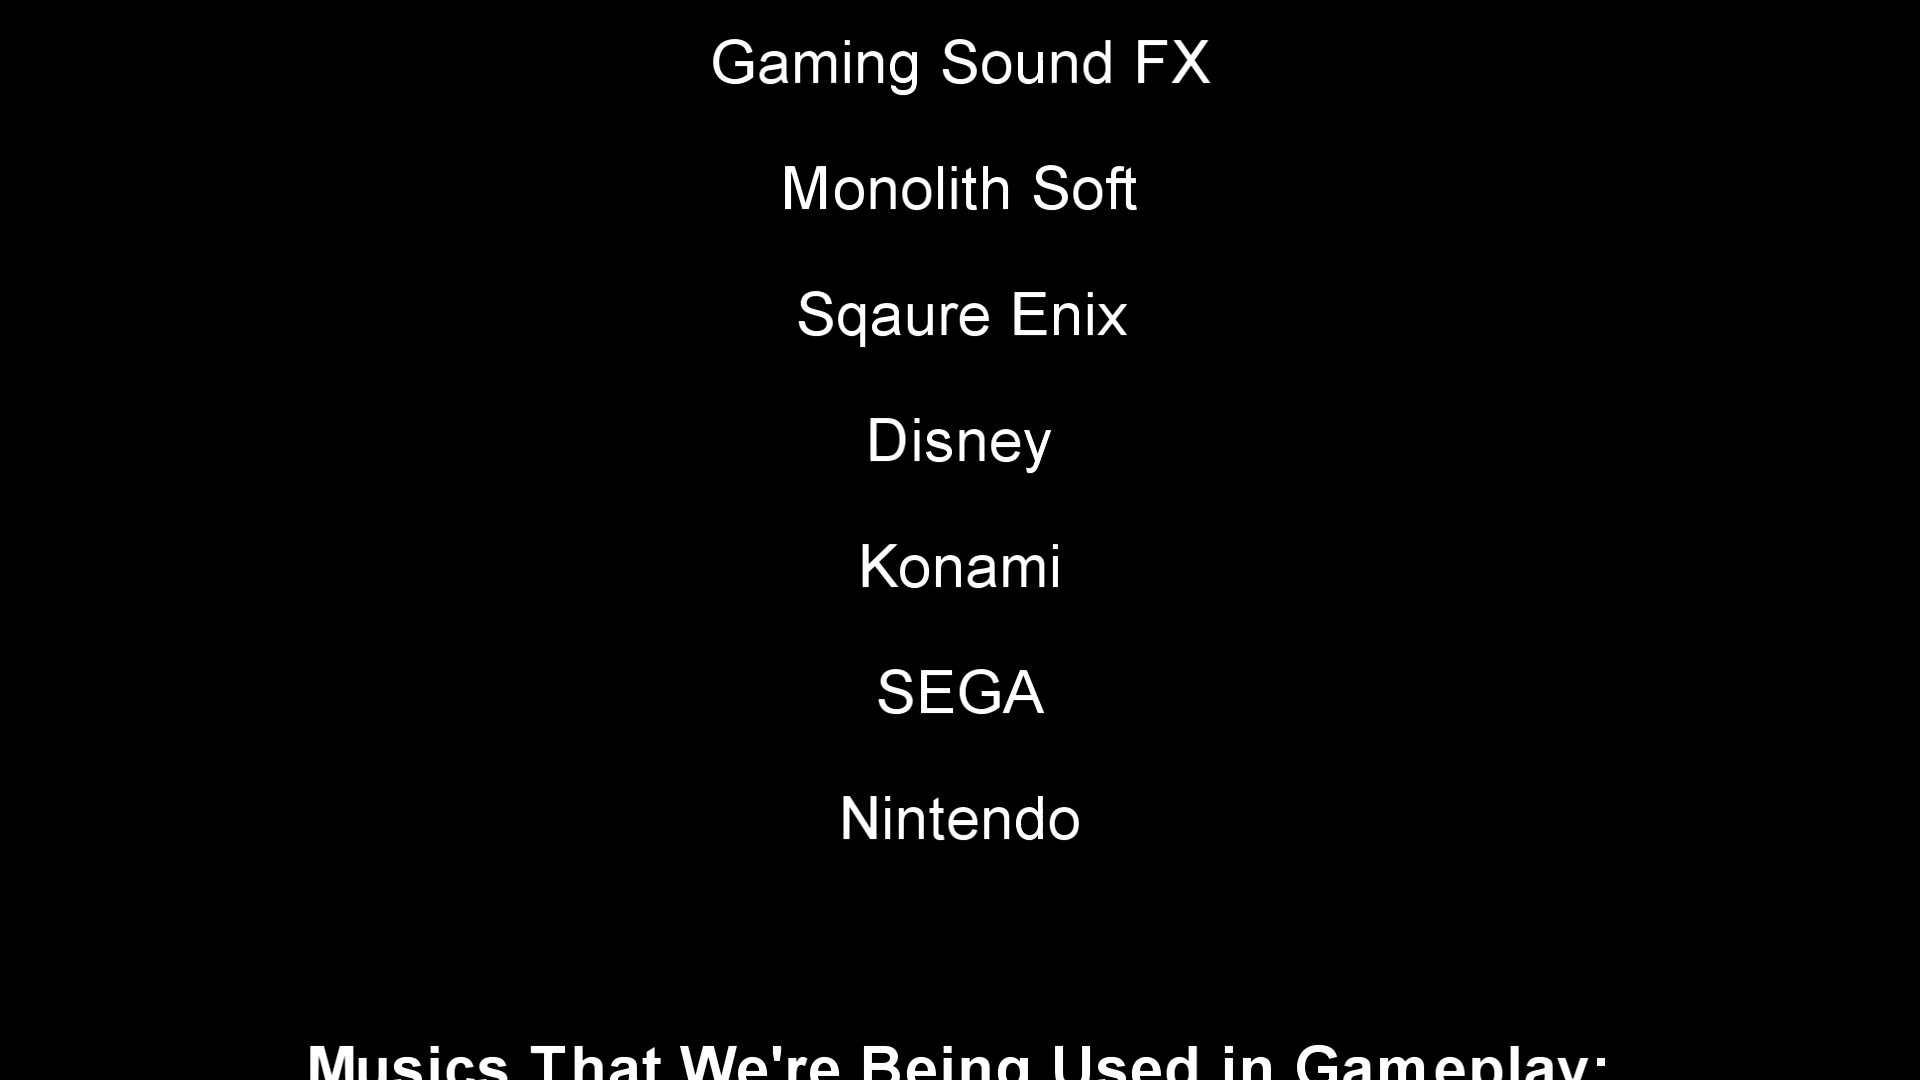 Gaming Sound FX
Monolith Soft
Sqaure Enix
Disney
Konami
SEGA
Nintendo
Musics That We're Being Used in Gameplay: